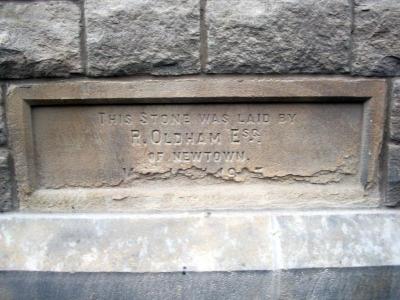 THIS STONE WAS LAID BY
R. OLDHAM ESQ.
OF NEWTOWN.